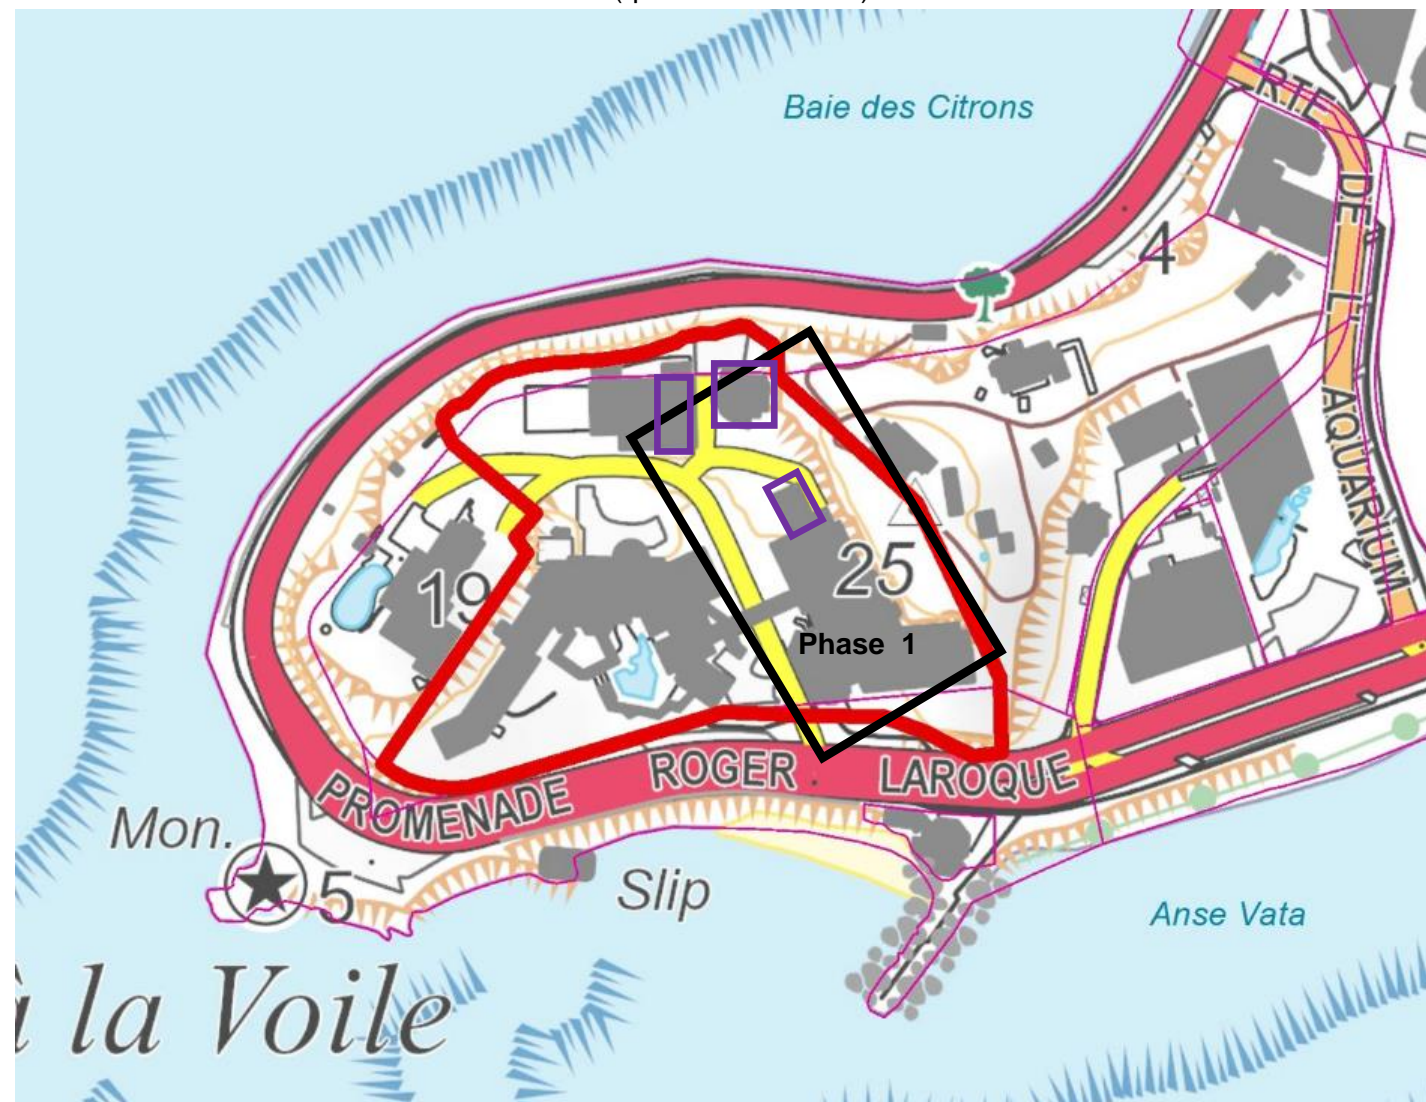 Baie des Citrons
RTE
DE L'
AQUARIUM
4
19
25
Phase 1
PROMENADE ROGER LAROQUE
Mon.
5
Slip
Anse Vata
à la Voile